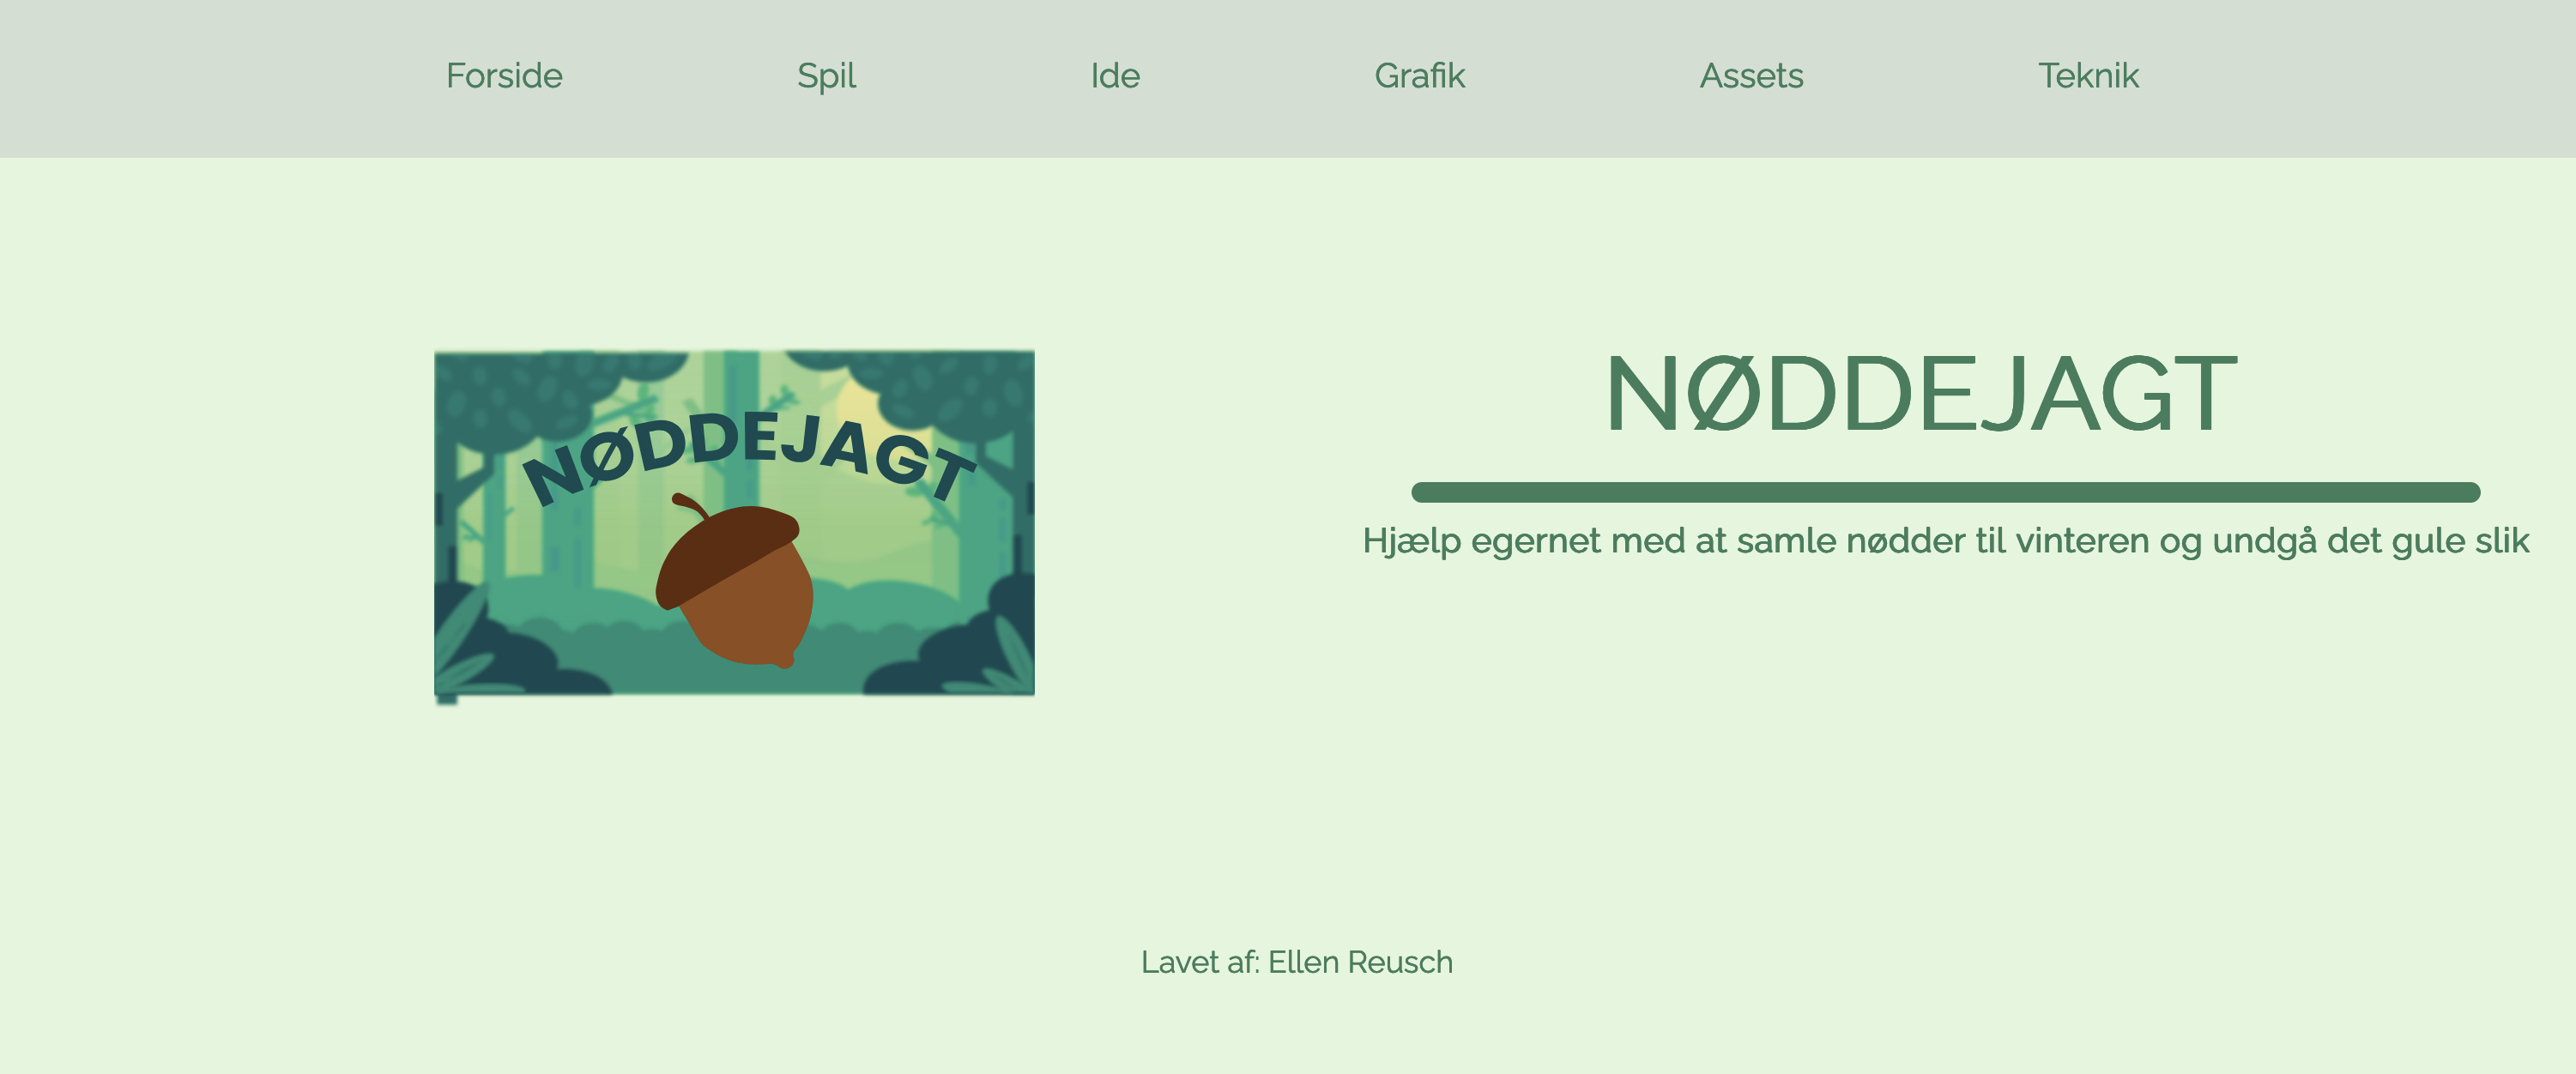 Forside
Spil
Ide
Grafik
Assets
Teknik
NØDDEJAGT
NØDDEJAGT
Hjælp egernet med at samle nødder til vinteren og undgå det gule slik
Lavet af: Ellen Reusch